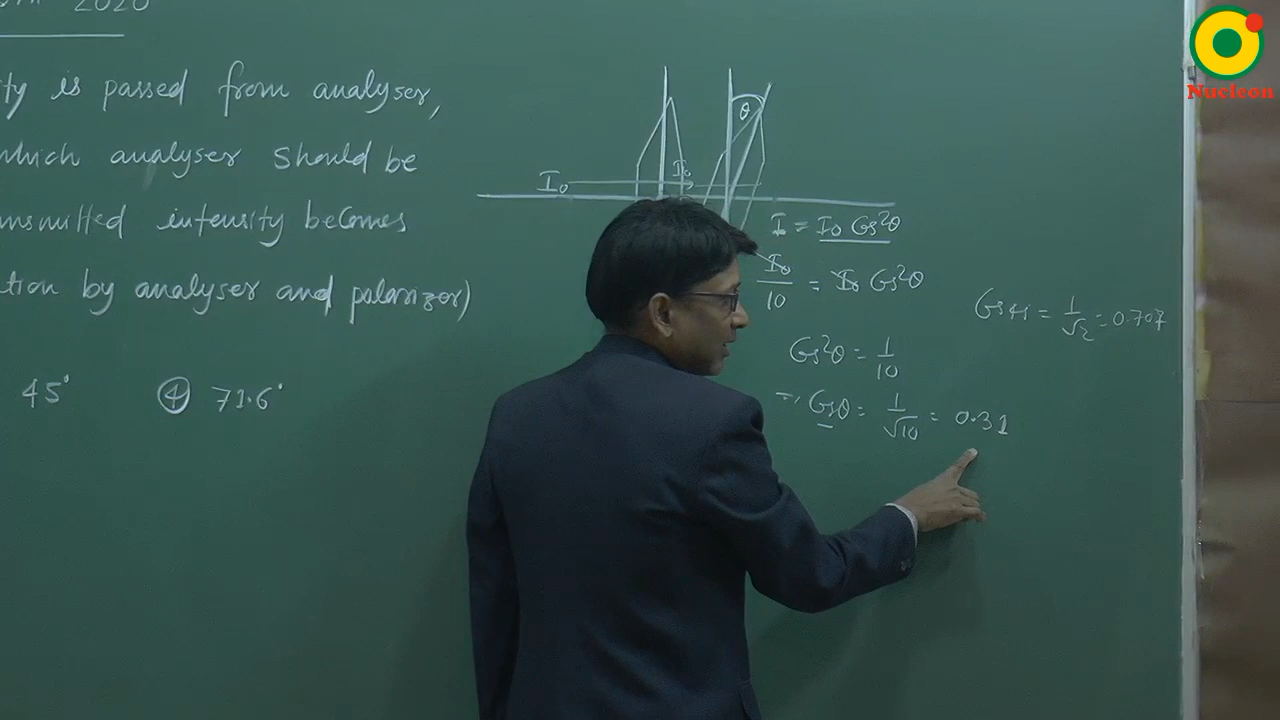 2020
ty is passed from analyser,
which analyser should be
nsmitted intensity becomes
tion by analyser and polarizer)
45° ④ 71.6°
θ
I₀
I₀
I = I₀ Cos²θ
I₀/10 = I₀ Cos²θ
Cos²θ = 1/10
⇒ Cosθ = 1/√10 = 0.31
Cos45 = 1/√2 = 0.707
Nucleon